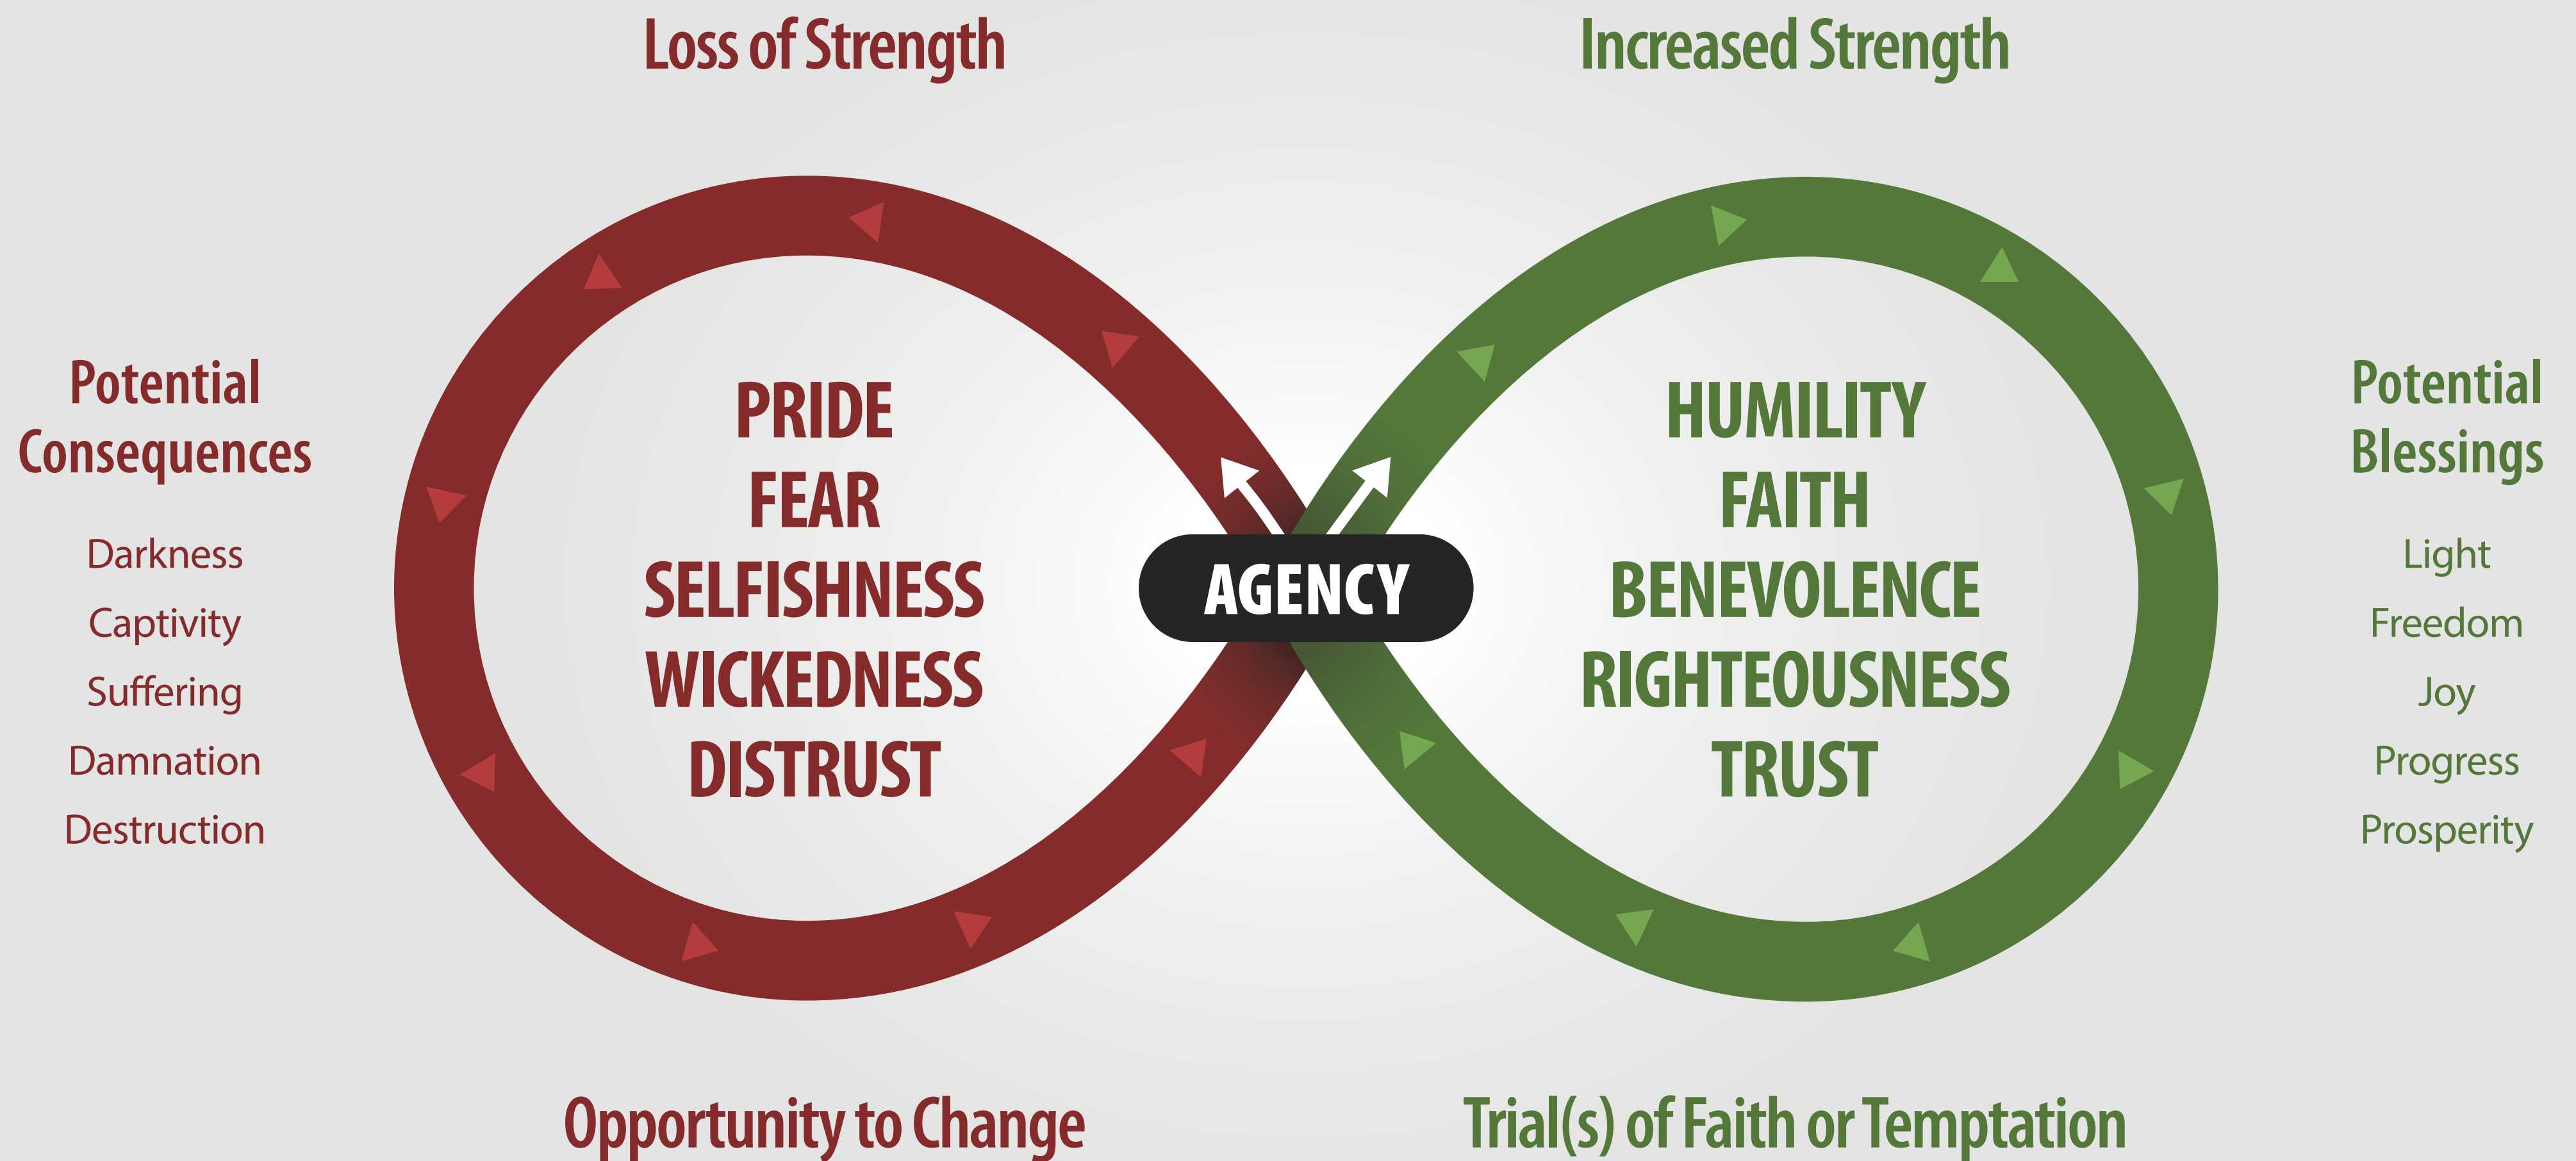 Loss of Strength
Increased Strength
Potential
Consequences
Darkness
Captivity
Suffering
Damnation
Destruction
PRIDE
FEAR
SELFISHNESS
WICKEDNESS
DISTRUST
AGENCY
HUMILITY
FAITH
BENEVOLENCE
RIGHTEOUSNESS
TRUST
Potential
Blessings
Light
Freedom
Joy
Progress
Prosperity
Opportunity to Change
Trial(s) of Faith or Temptation